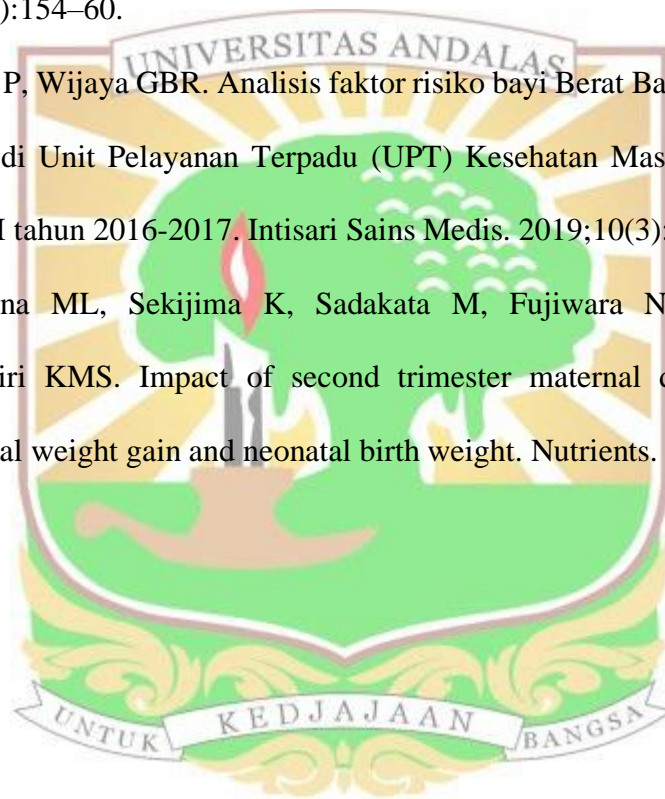 ):154–60.
UNIVERSITAS ANDALAS
P, Wijaya GBR. Analisis faktor risiko bayi Berat Ba
di Unit Pelayanan Terpadu (UPT) Kesehatan Mas
I tahun 2016-2017. Intisari Sains Medis. 2019;10(3):
na ML, Sekijima K, Sadakata M, Fujiwara N
iri KMS. Impact of second trimester maternal
al weight gain and neonatal birth weight. Nutrients.
UNTUK KEDJAJAAN BANGSA